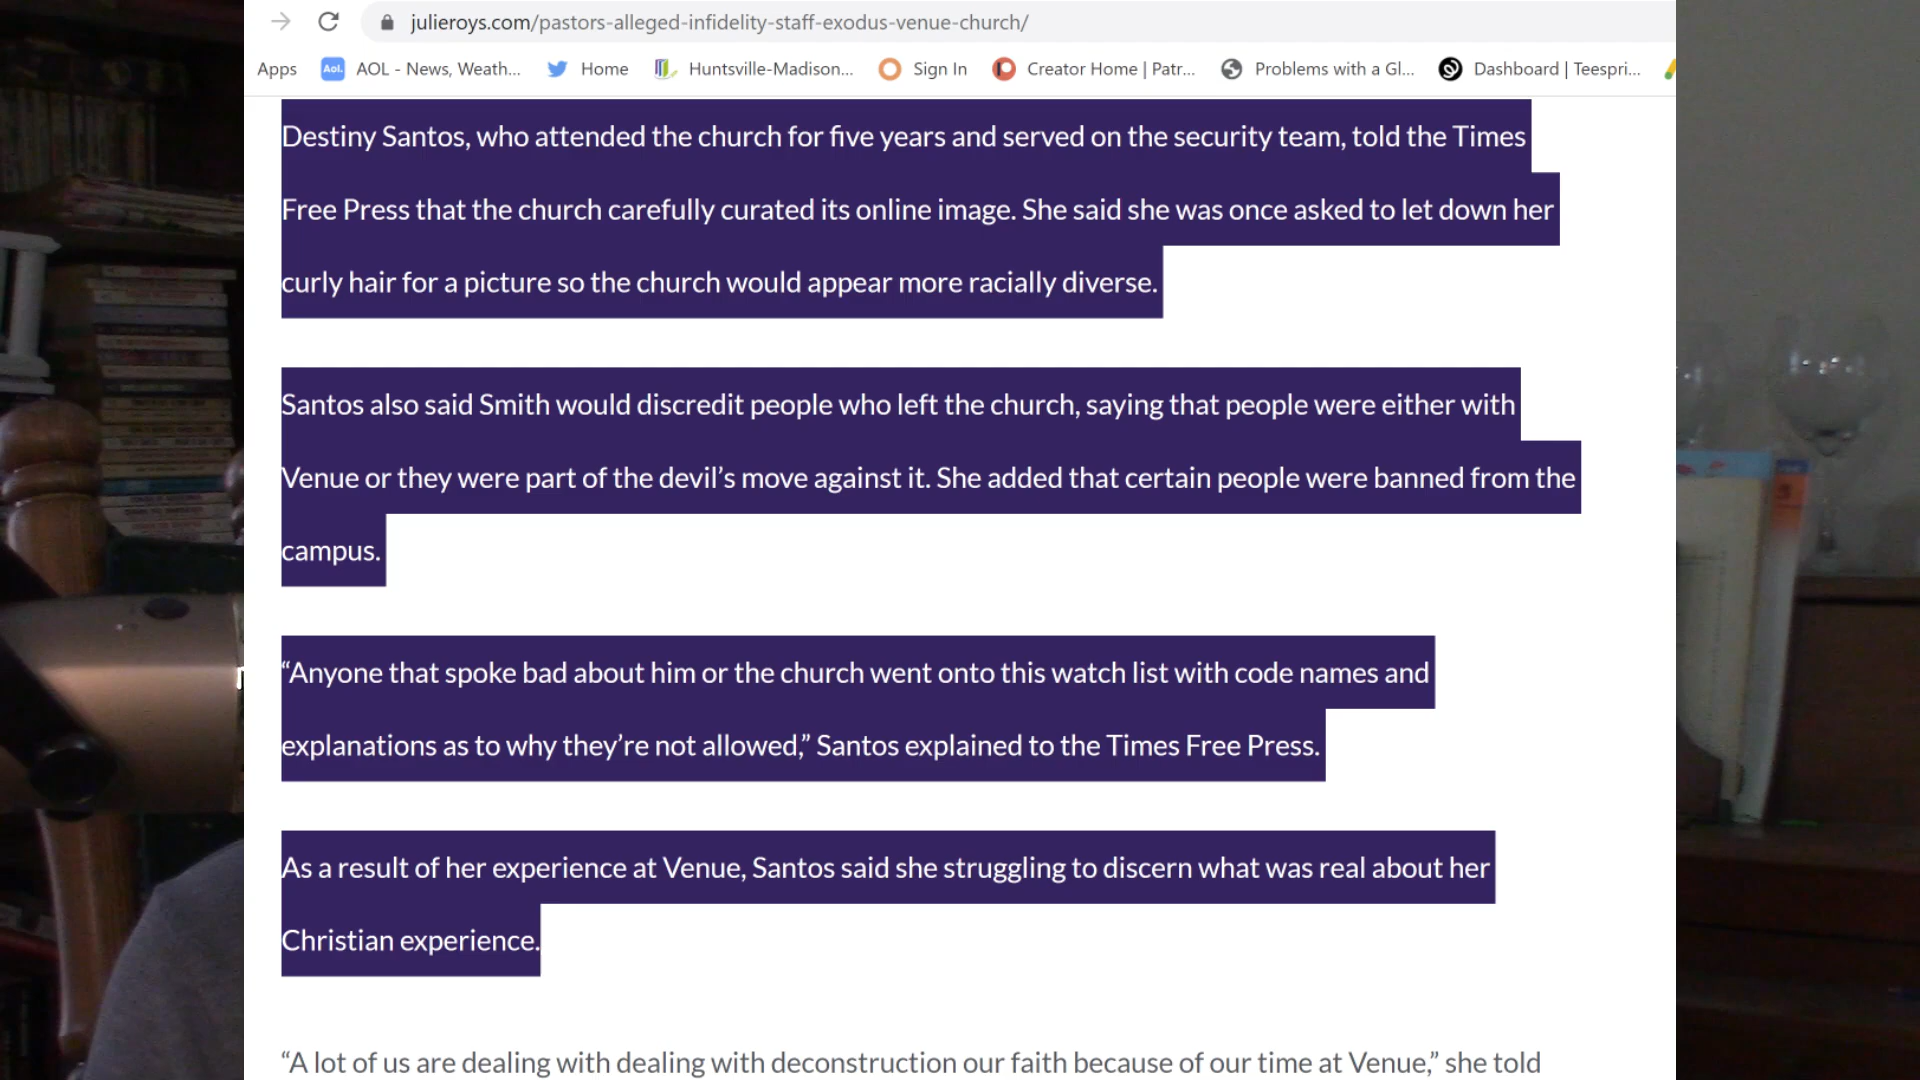 julieroys.com/pastors-alleged-infidelity-staff-exodus-venue-church/
Apps Aol. AOL - News, Weath... Home Huntsville-Madison... Sign In Creator Home | Patr... Problems with a Gl... Dashboard | Teespri...
Destiny Santos, who attended the church for five years and served on the security team, told the Times
Free Press that the church carefully curated its online image. She said she was once asked to let down her
curly hair for a picture so the church would appear more racially diverse.
Santos also said Smith would discredit people who left the church, saying that people were either with
Venue or they were part of the devil’s move against it. She added that certain people were banned from the
campus.
“Anyone that spoke bad about him or the church went onto this watch list with code names and
explanations as to why they’re not allowed,” Santos explained to the Times Free Press.
As a result of her experience at Venue, Santos said she struggling to discern what was real about her
Christian experience.
“A lot of us are dealing with dealing with deconstruction our faith because of our time at Venue,” she told